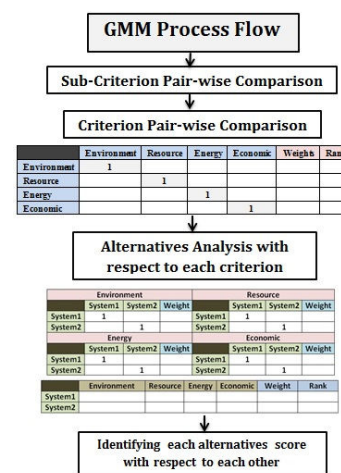 GMM Process Flow
Sub-Criterion Pair-wise Comparison
Criterion Pair-wise Comparison
Environment Resource Energy Economic Weights Rank
Environment 1
Resource 1
Energy 1
Economic 1
Alternatives Analysis with
respect to each criterion
Environment Resource
System1 System2 Weight System1 System2 Weight
System1 1 System1 1
System2 1 System2 1
Energy Economic
System1 System2 Weight System1 System2 Weight
System1 1 System1 1
System2 1 System2 1
Environment Resource Energy Economic Weight Rank
System1
System2
Identifying each alternatives score
with respect to each other